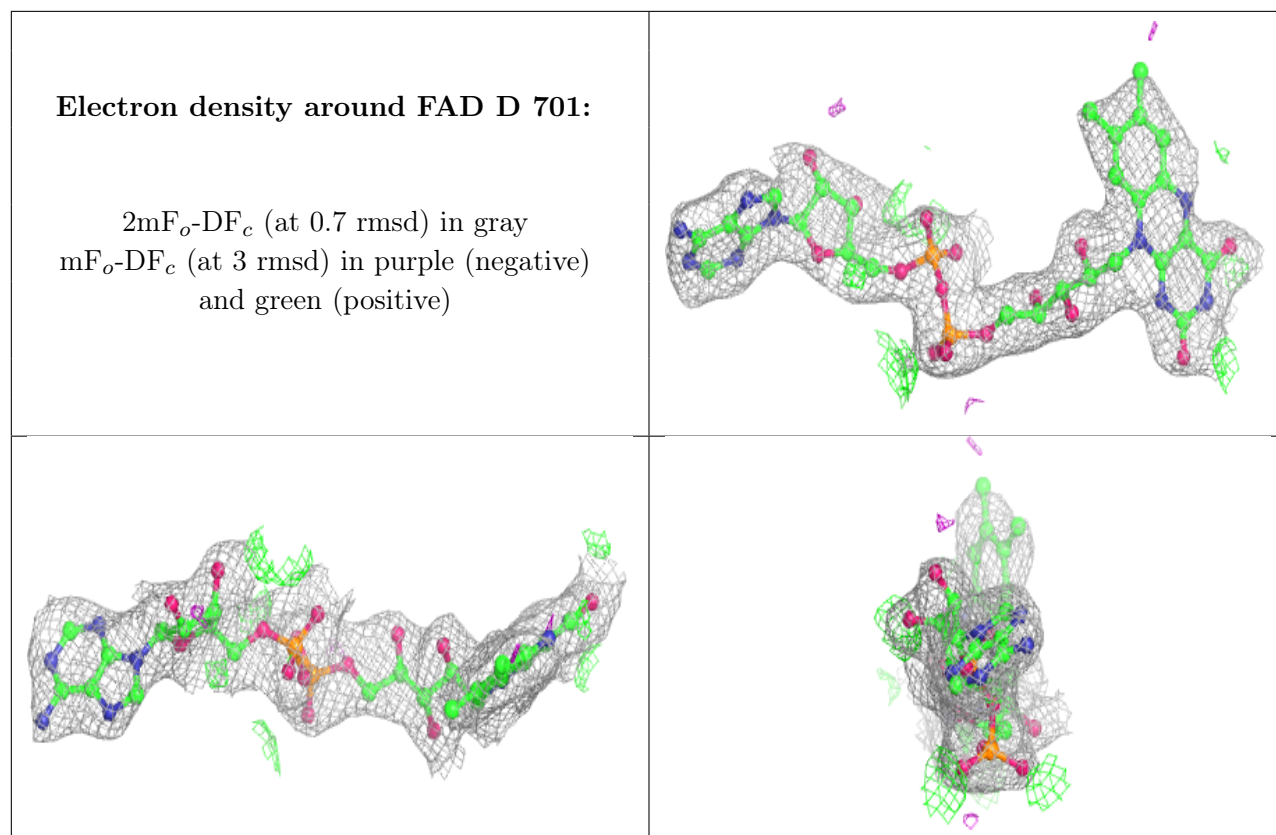 Electron density around FAD D 701:
2mFo-DFc (at 0.7 rmsd) in gray
mFo-DFc (at 3 rmsd) in purple (negative)
and green (positive)